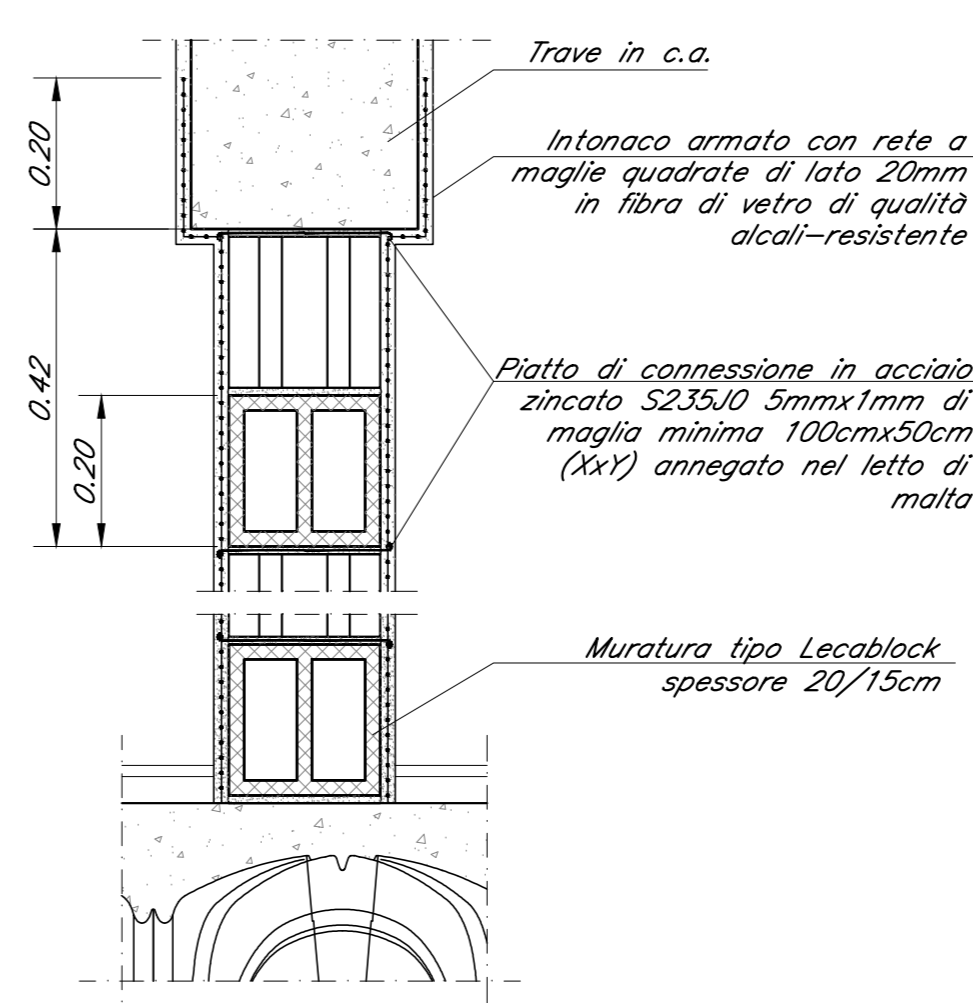 Trave in c.a.
0.20
Intonaco armato con rete a
maglie quadrate di lato 20mm
in fibra di vetro di qualità
alcali-resistente
0.42
0.20
Piatto di connessione in acciaio
zincato S235J0 5mmx1mm di
maglia minima 100cmx50cm
(XxY) annegato nel letto di
malta
Muratura tipo Lecablock
spessore 20/15cm